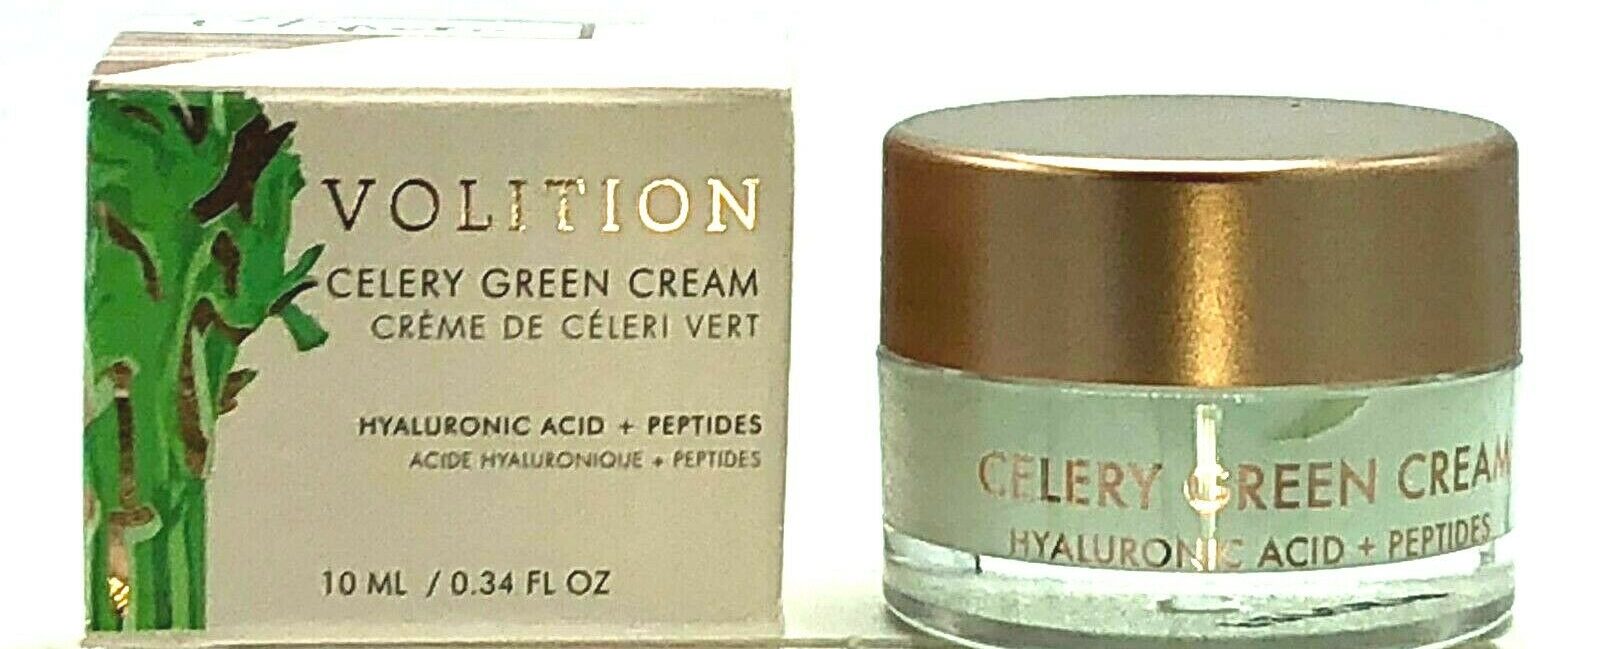 VOLITION
CELERY GREEN CREAM
CRÈME DE CÉLERI VERT
HYALURONIC ACID + PEPTIDES
ACIDE HYALURONIQUE + PEPTIDES
10 ML / 0.34 FL OZ
CELERY GREEN CREAM
HYALURONIC ACID + PEPTIDES